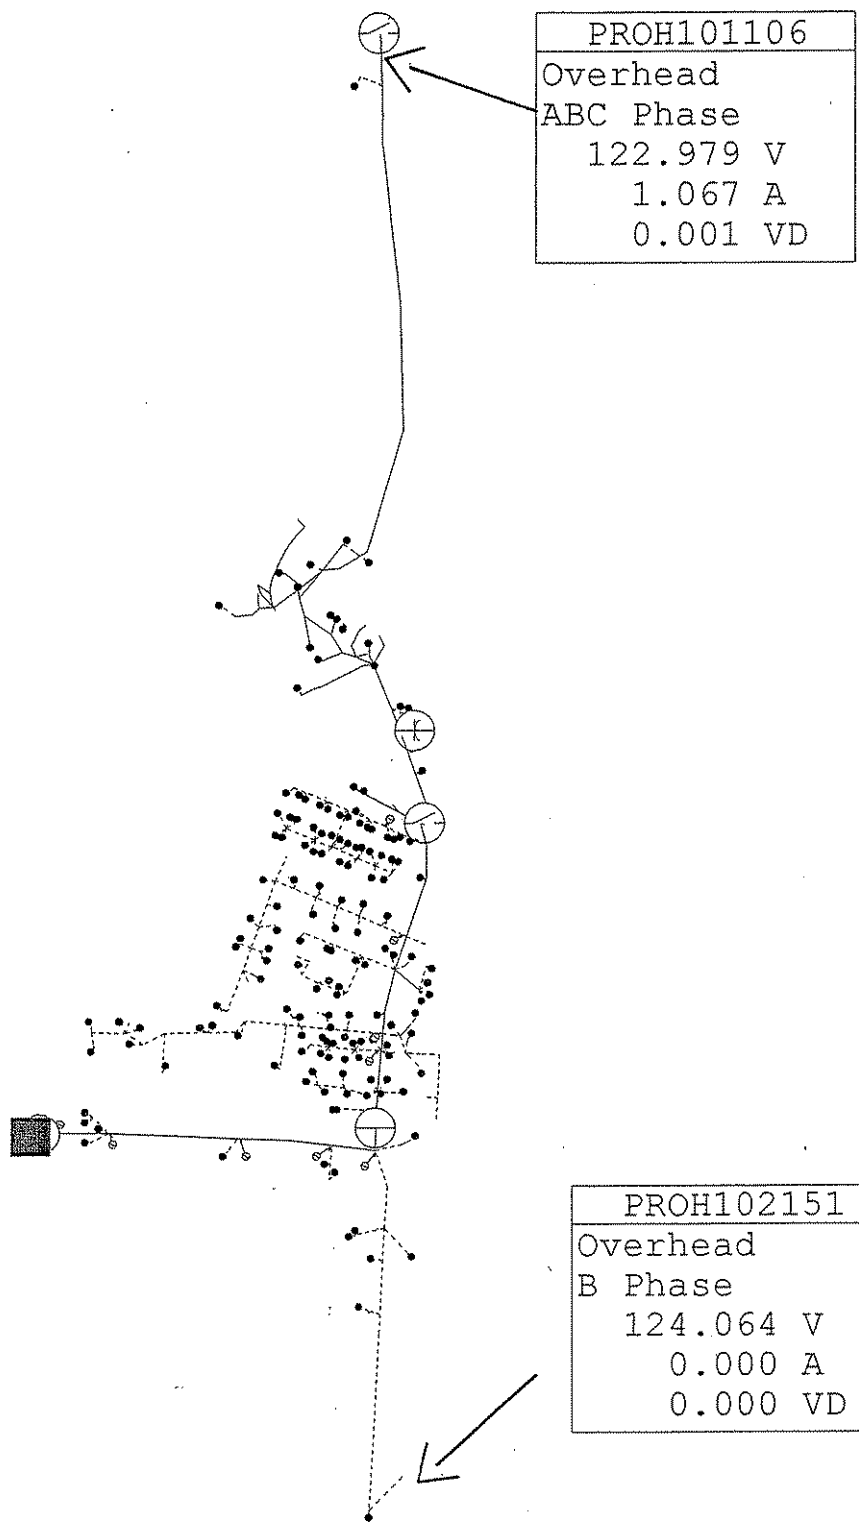 PROH101106
Overhead
ABC Phase
122.979 V
1.067 A
0.001 VD
PROH102151
Overhead
B Phase
124.064 V
0.000 A
0.000 VD